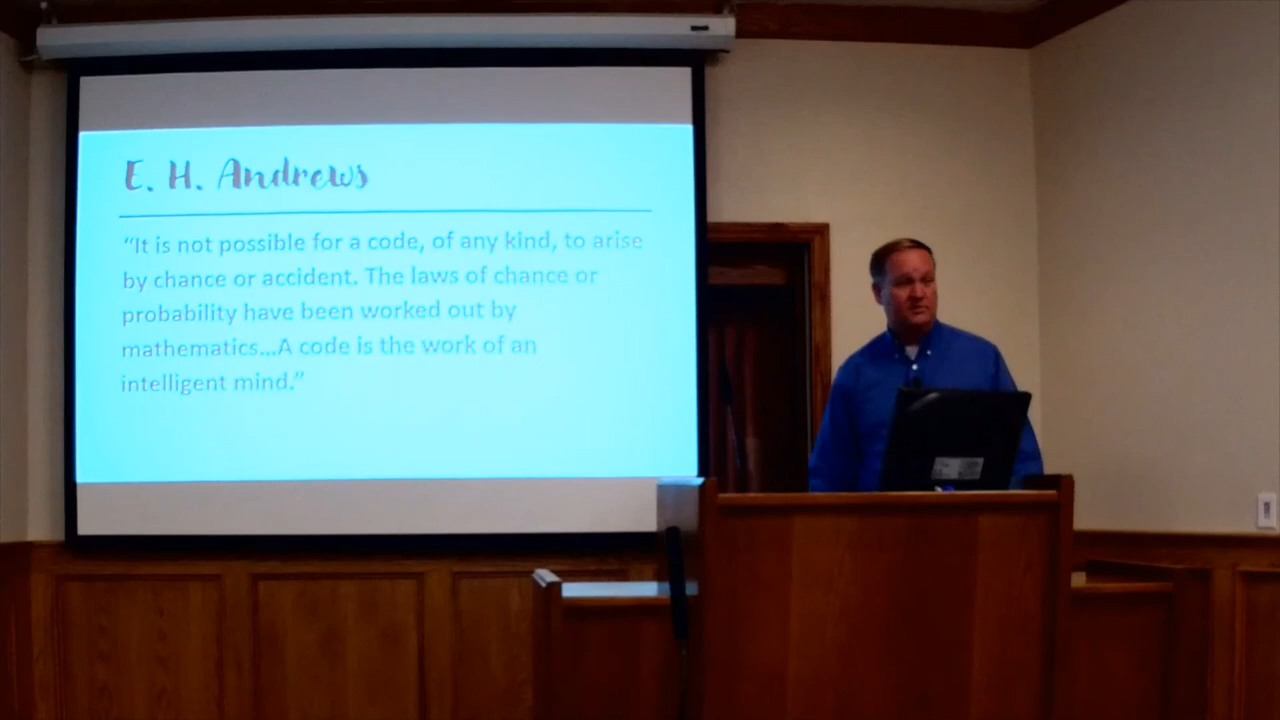 E. H. Andrews
“It is not possible for a code, of any kind, to arise
by chance or accident. The laws of chance or
probability have been worked out by
mathematics...A code is the work of an
intelligent mind.”